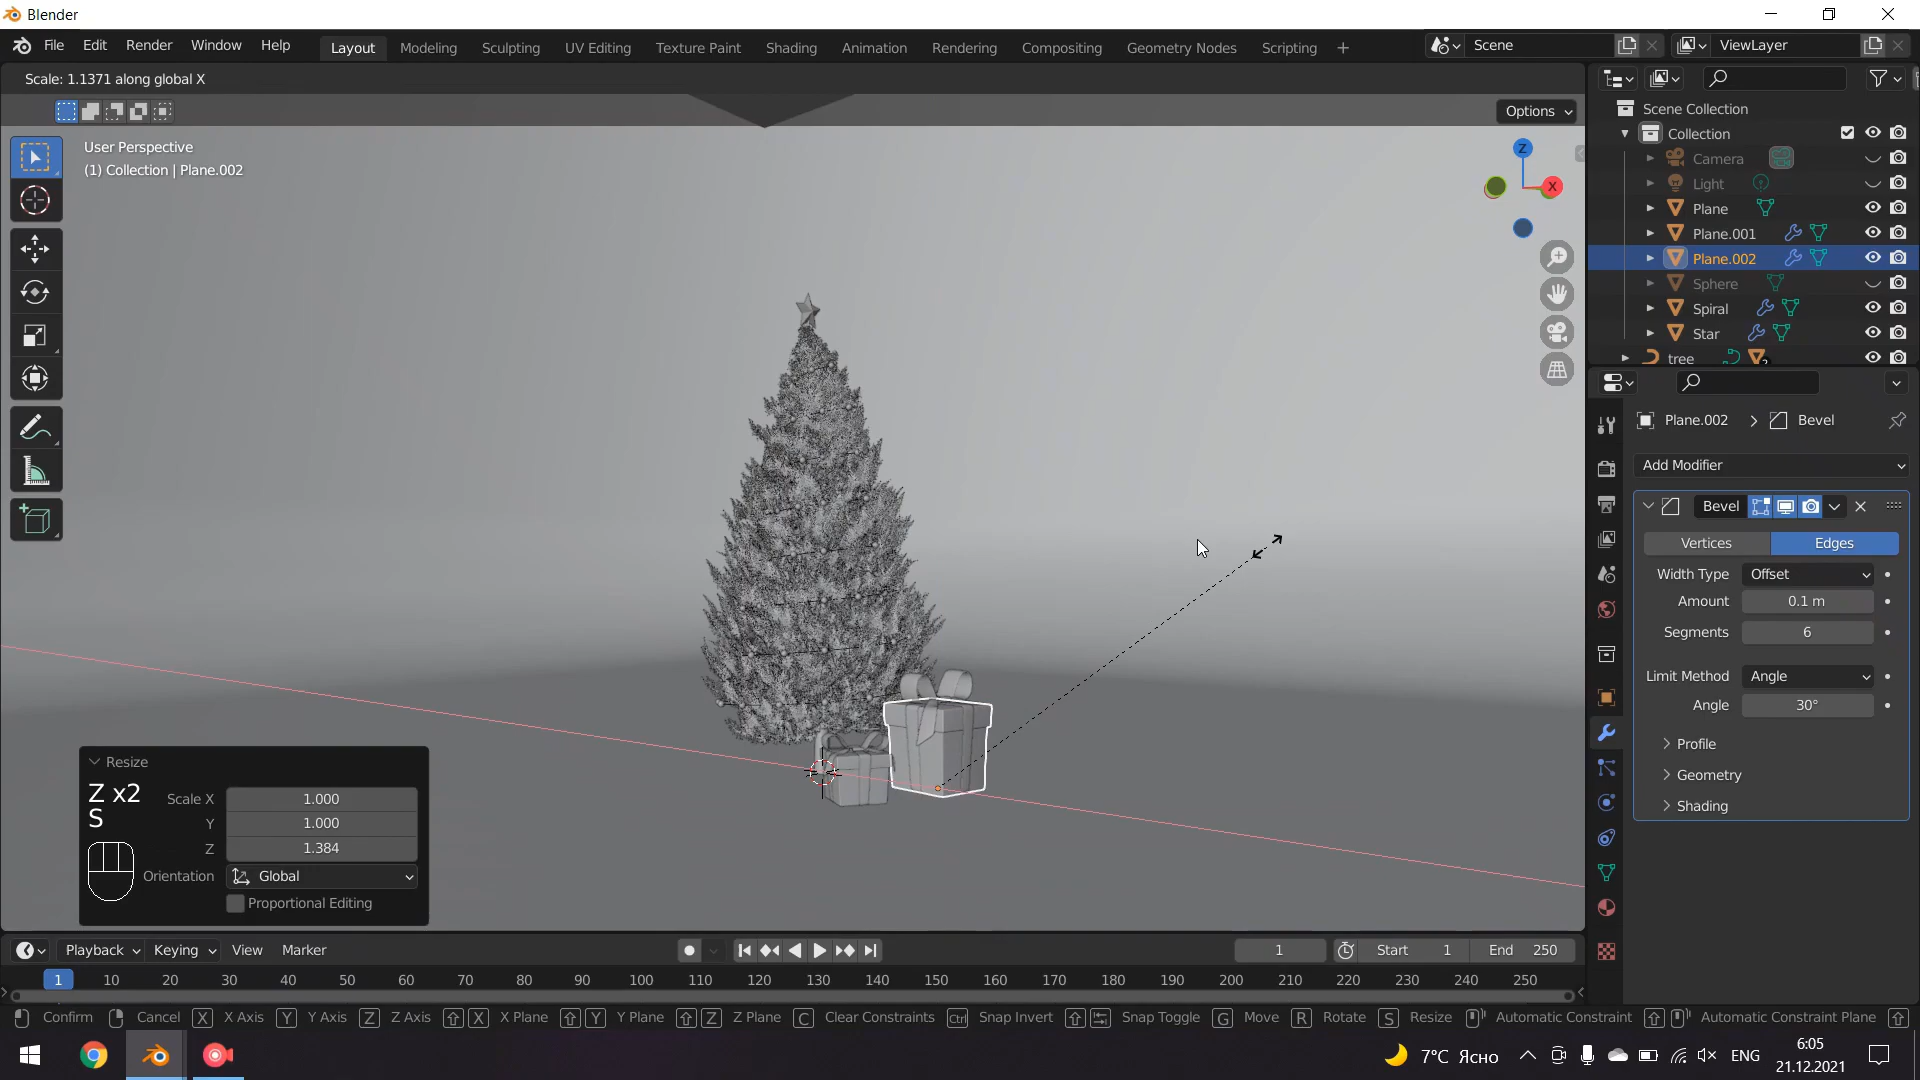 Blender
File Edit Render Window Help Layout Modeling Sculpting UV Editing Texture Paint Shading Animation Rendering Compositing Geometry Nodes Scripting + Scene ViewLayer
Scale: 1.1371 along global X
Options
User Perspective
(1) Collection | Plane.002
Z
X
Scene Collection
Collection
Camera
Light
Plane
Plane.001
Plane.002
Sphere
Spiral
Star
tree
Plane.002 > Bevel
Add Modifier
Bevel
Vertices Edges
Width Type Offset
Amount 0.1 m
Segments 6
Limit Method Angle
Angle 30°
Profile
Geometry
Shading
Resize
Z x2
S
Scale X 1.000
Y 1.000
Z 1.384
Orientation Global
Proportional Editing
Playback Keying View Marker 1 Start 1 End 250
1 10 20 30 40 50 60 70 80 90 100 110 120 130 140 150 160 170 180 190 200 210 220 230 240 250
Confirm Cancel X X Axis Y Y Axis Z Z Axis X X Plane Y Y Plane Z Z Plane C Clear Constraints Ctrl Snap Invert Snap Toggle G Move R Rotate S Resize Automatic Constraint Automatic Constraint Plane
7°C Ясно ENG 6:05
21.12.2021